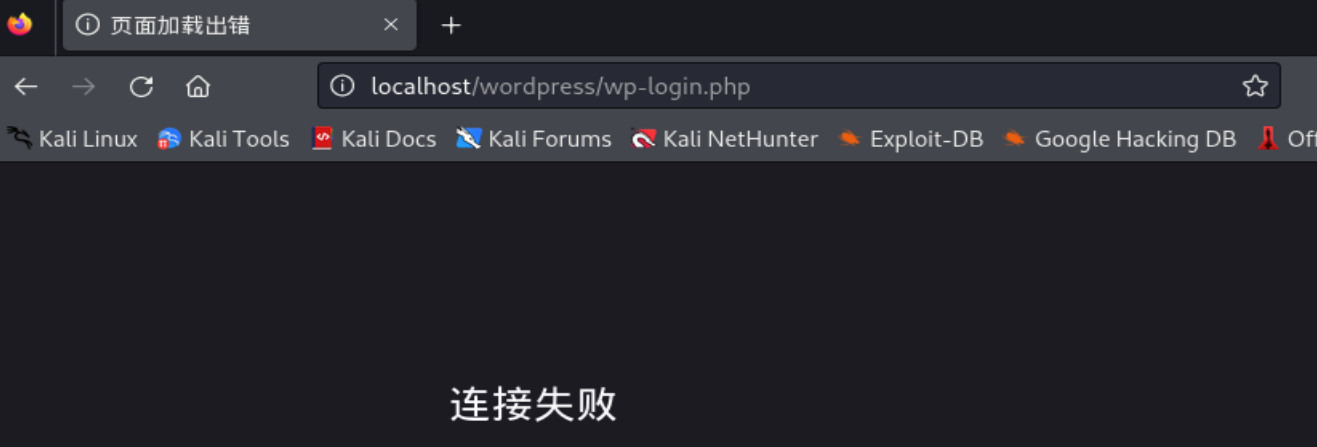 页面加载出错
localhost/wordpress/wp-login.php
Kali Linux Kali Tools Kali Docs Kali Forums Kali NetHunter Exploit-DB Google Hacking DB
连接失败